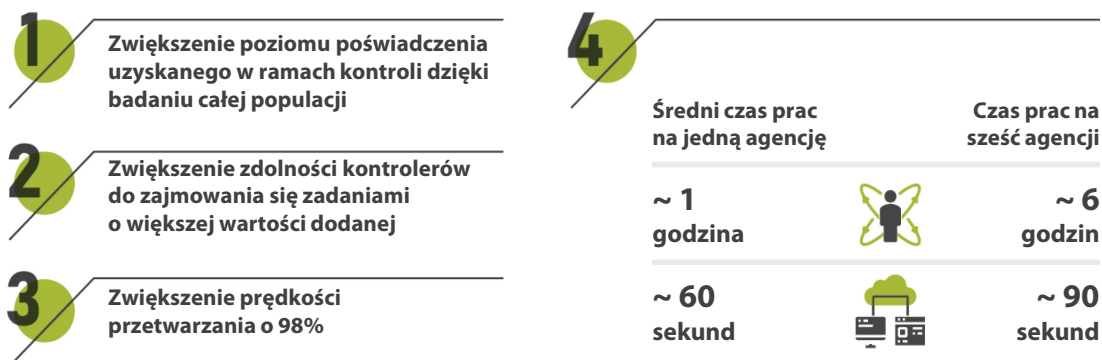 1
Zwiększenie poziomu poświadczenia
uzyskanego w ramach kontroli dzięki
badaniu całej populacji
2
Zwiększenie zdolności kontrolerów
do zajmowania się zadaniami
o większej wartości dodanej
3
Zwiększenie prędkości
przetwarzania o 98%
4
Średni czas prac
na jedną agencję
Czas prac na
sześć agencji
~ 1
godzina
~ 6
godzin
~ 60
sekund
~ 90
sekund